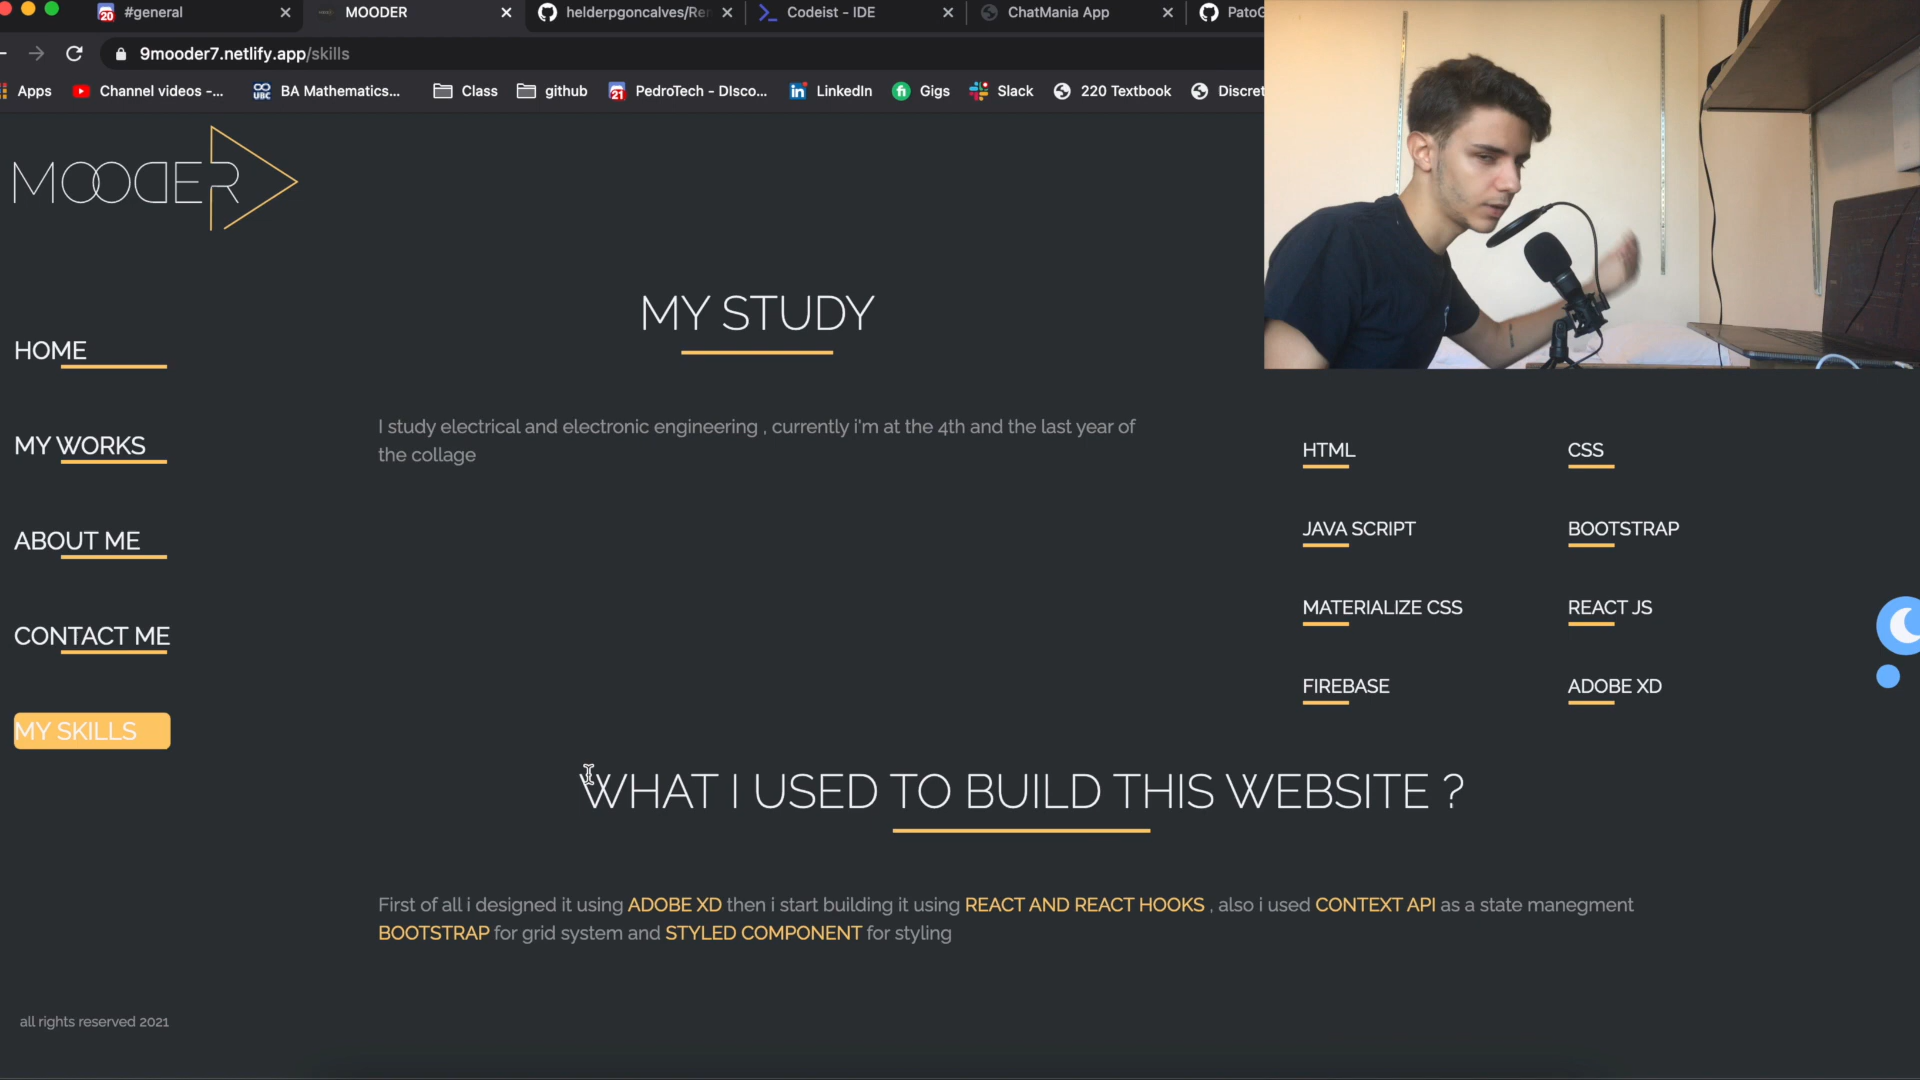 #general
MOODER
helderpgoncalves/Ren
Codeist - IDE
ChatMania App
PatoG
9mooder7.netlify.app/skills
Apps
Channel videos -...
BA Mathematics...
Class
github
PedroTech - DIsco...
LinkedIn
Gigs
Slack
220 Textbook
Discret
MOODER
MY STUDY
HOME
MY WORKS
ABOUT ME
CONTACT ME
MY SKILLS
I study electrical and electronic engineering , currently i'm at the 4th and the last year of
the collage
HTML
CSS
JAVA SCRIPT
BOOTSTRAP
MATERIALIZE CSS
REACT JS
FIREBASE
ADOBE XD
WHAT I USED TO BUILD THIS WEBSITE ?
First of all i designed it using ADOBE XD then i start building it using REACT AND REACT HOOKS , also i used CONTEXT API as a state manegment
BOOTSTRAP for grid system and STYLED COMPONENT for styling
all rights reserved 2021